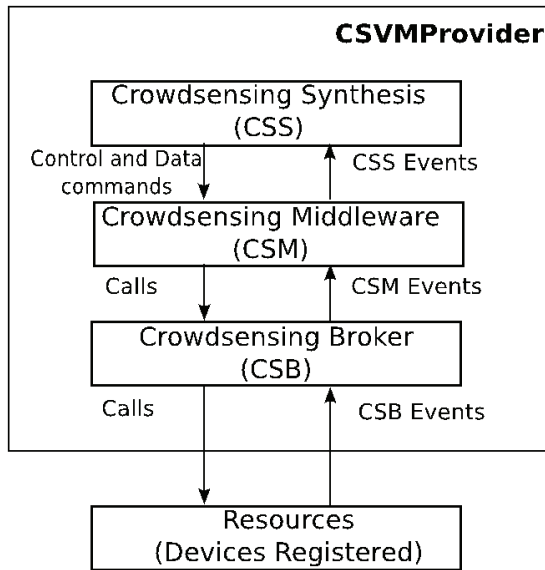 CSVMProvider
Crowdsensing Synthesis
(CSS)
Control and Data
commands
CSS Events
Crowdsensing Middleware
(CSM)
Calls
CSM Events
Crowdsensing Broker
(CSB)
Calls
CSB Events
Resources
(Devices Registered)